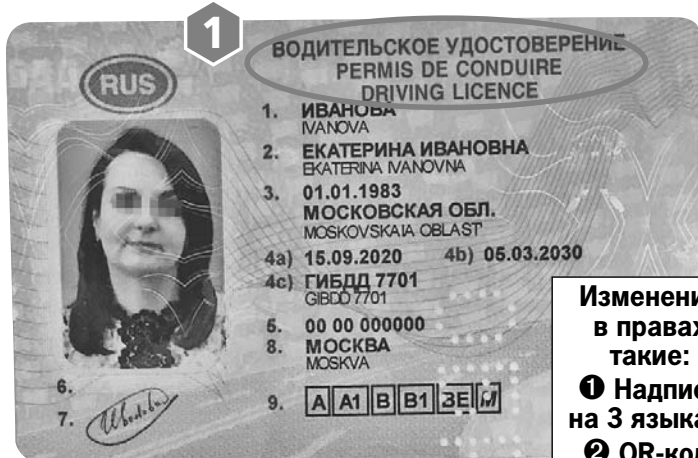 1
ВОДИТЕЛЬСКОЕ УДОСТОВЕРЕНИЕ
PERMIS DE CONDUIRE
DRIVING LICENCE
RUS
1. ИВАНОВА
IVANOVA
2. ЕКАТЕРИНА ИВАНОВНА
EKATERINA IVANOVNA
3. 01.01.1983
МОСКОВСКАЯ ОБЛ.
MOSKOVSKAIA OBLAST'
4a) 15.09.2020 4b) 05.03.2030
4c) ГИБДД 7701
GIBDD 7701
5. 00 00 000000
8. МОСКВА
MOSKVA
6.
7.
9. A A1 B B1 BE M
Изменени
в правах
такие:
❶ Надпис
на 3 языка
❷ QR-код